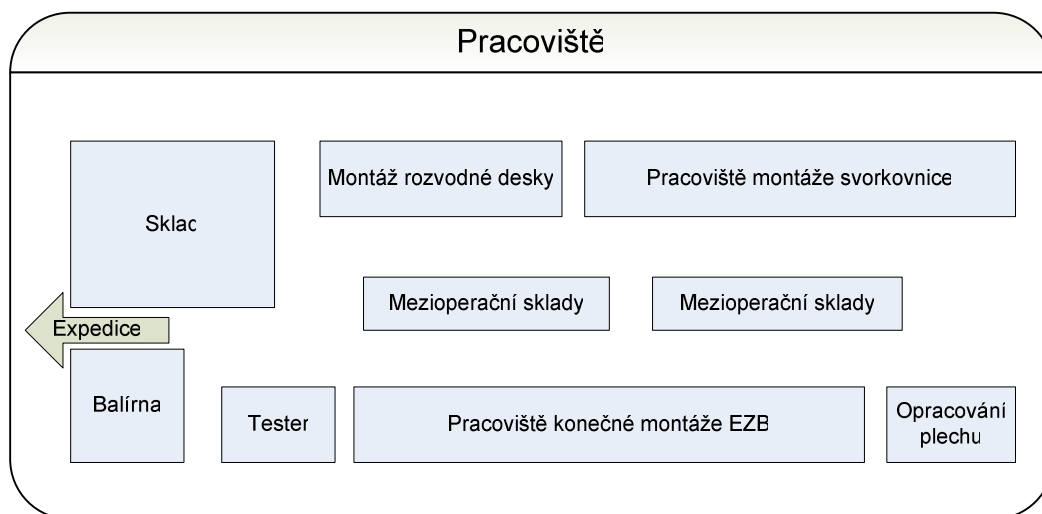 Pracoviště
Montáž rozvodné desky
Pracoviště montáže svorkovnice
Sklad
Mezioperační sklady
Mezioperační sklady
Expedice
Balírna
Tester
Pracoviště konečné montáže EZB
Opracování
plechu